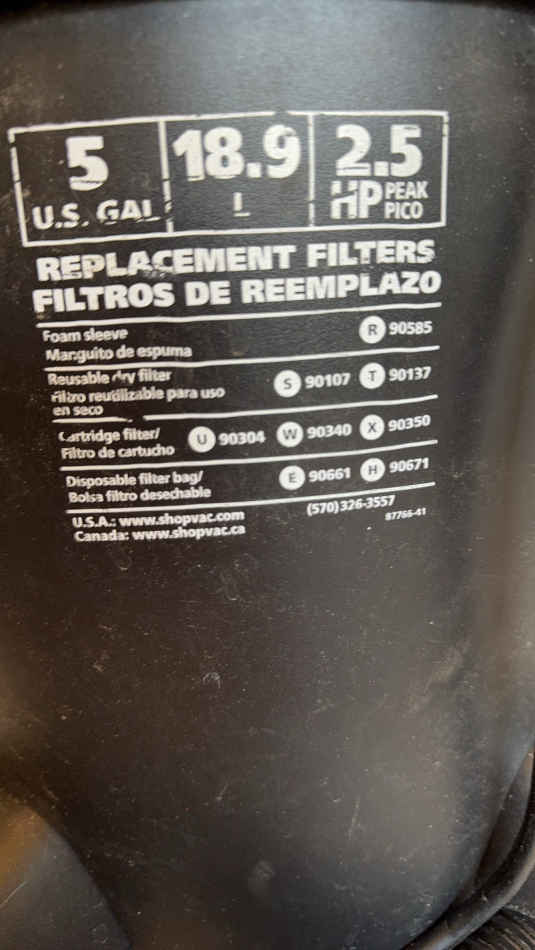 5
U.S. GAL
18.9
L
2.5
HP PEAK PICO
REPLACEMENT FILTERS
FILTROS DE REEMPLAZO
Foam sleeve
Manguito de espuma
R 90585
Reusable dry filter
Filtro reutilizable para uso
en seco
S 90107 T 90137
Cartridge filter/
Filtro de cartucho
U 90304 W 90340 X 90350
Disposable filter bag/
Bolsa filtro desechable
E 90661 H 90671
U.S.A.: www.shopvac.com
Canada: www.shopvac.ca
(570) 326-3557
87766-41